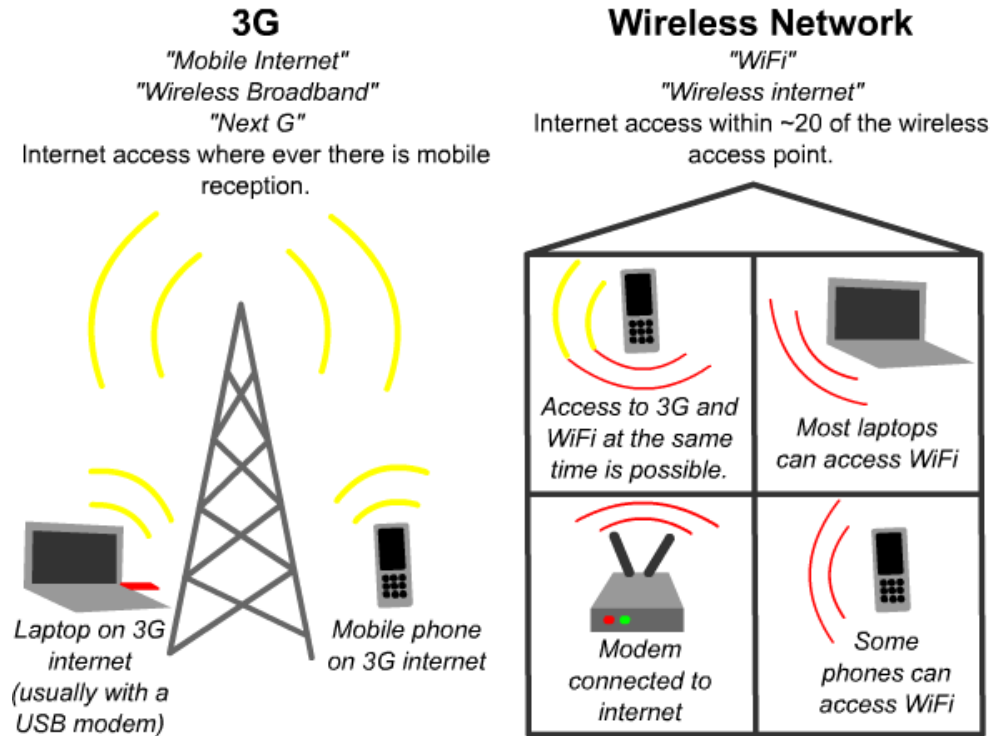 3G
"Mobile Internet"
"Wireless Broadband"
"Next G"
Internet access where ever there is mobile
reception.
Laptop on 3G
internet
(usually with a
USB modem)
Mobile phone
on 3G internet
Wireless Network
"WiFi"
"Wireless internet"
Internet access within ~20 of the wireless
access point.
Access to 3G and
WiFi at the same
time is possible.
Most laptops
can access WiFi
Modem
connected to
internet
Some
phones can
access WiFi